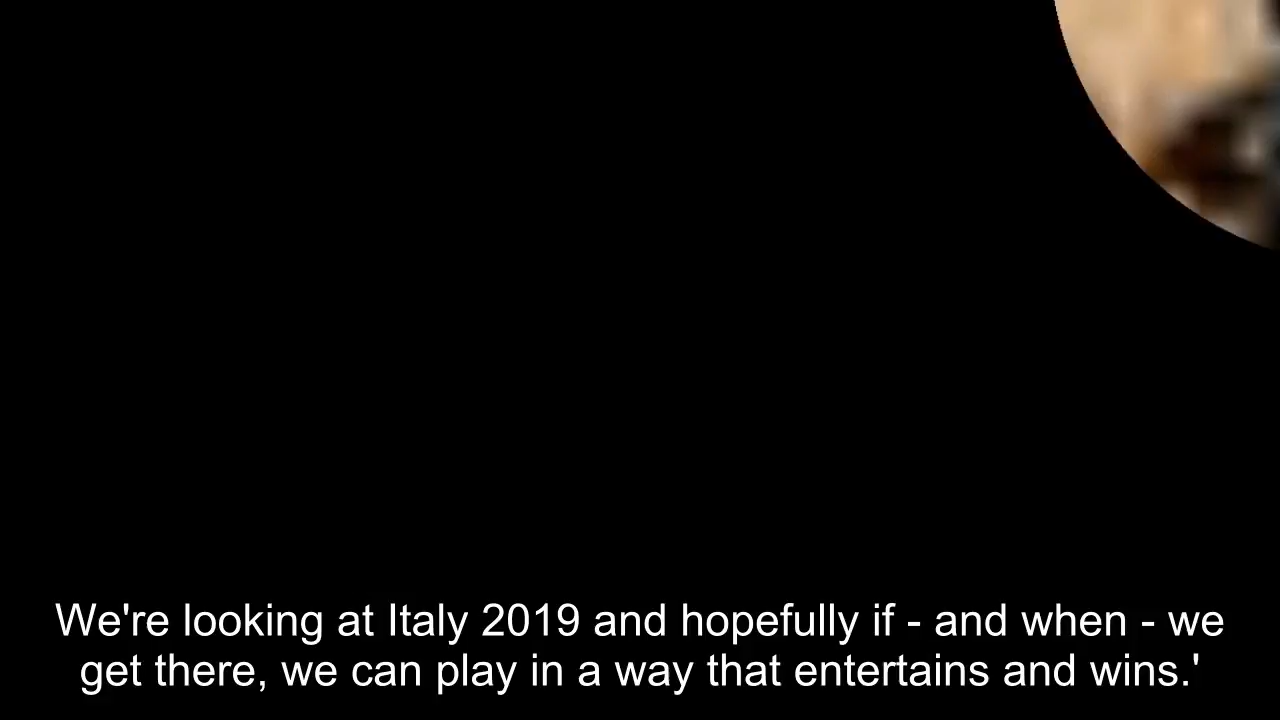 We're looking at Italy 2019 and hopefully if - and when - we
get there, we can play in a way that entertains and wins.'